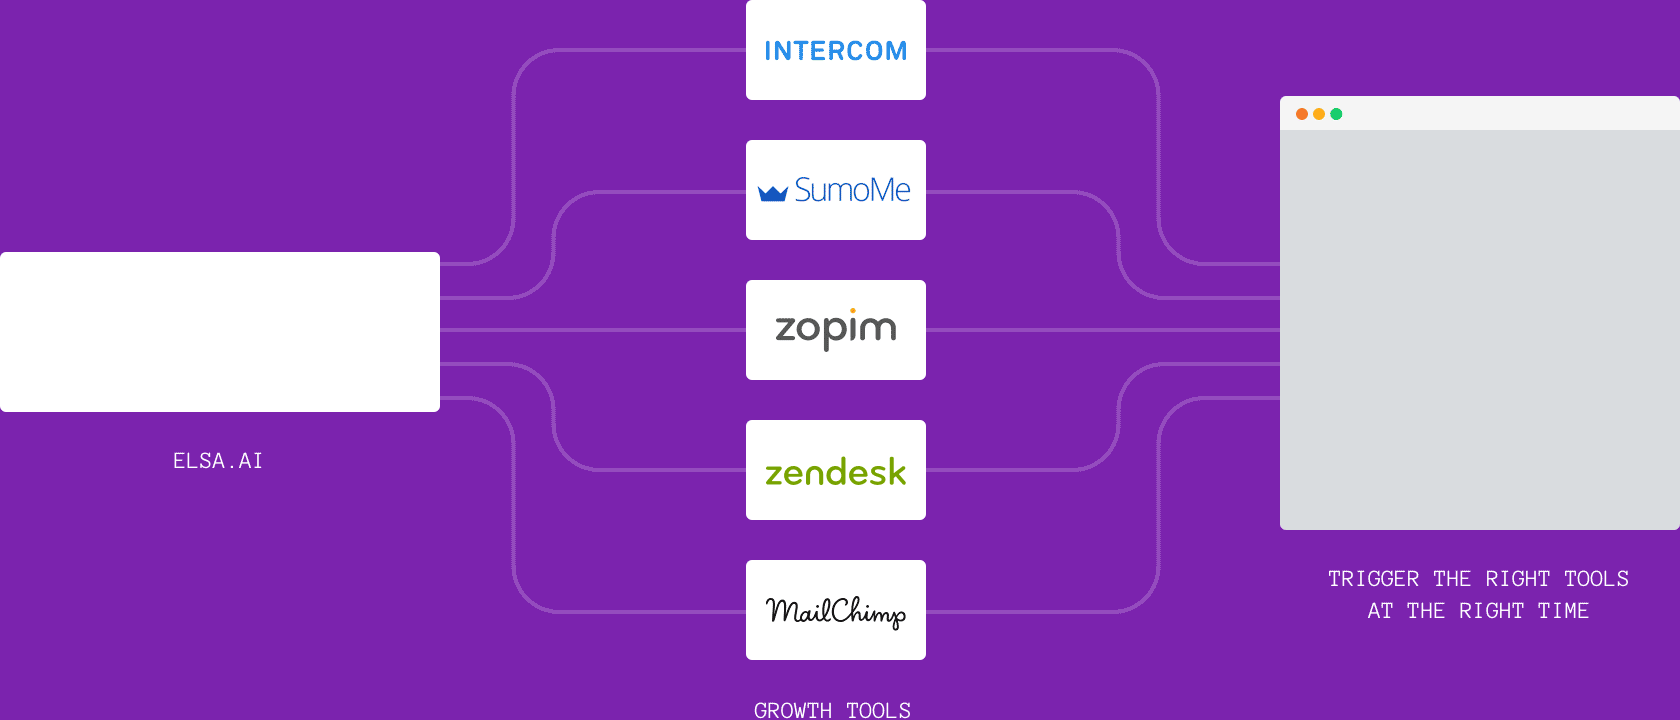 INTERCOM
SumoMe
zopim
zendesk
MailChimp
GROWTH TOOLS
ELSA.AI
TRIGGER THE RIGHT TOOLS
AT THE RIGHT TIME